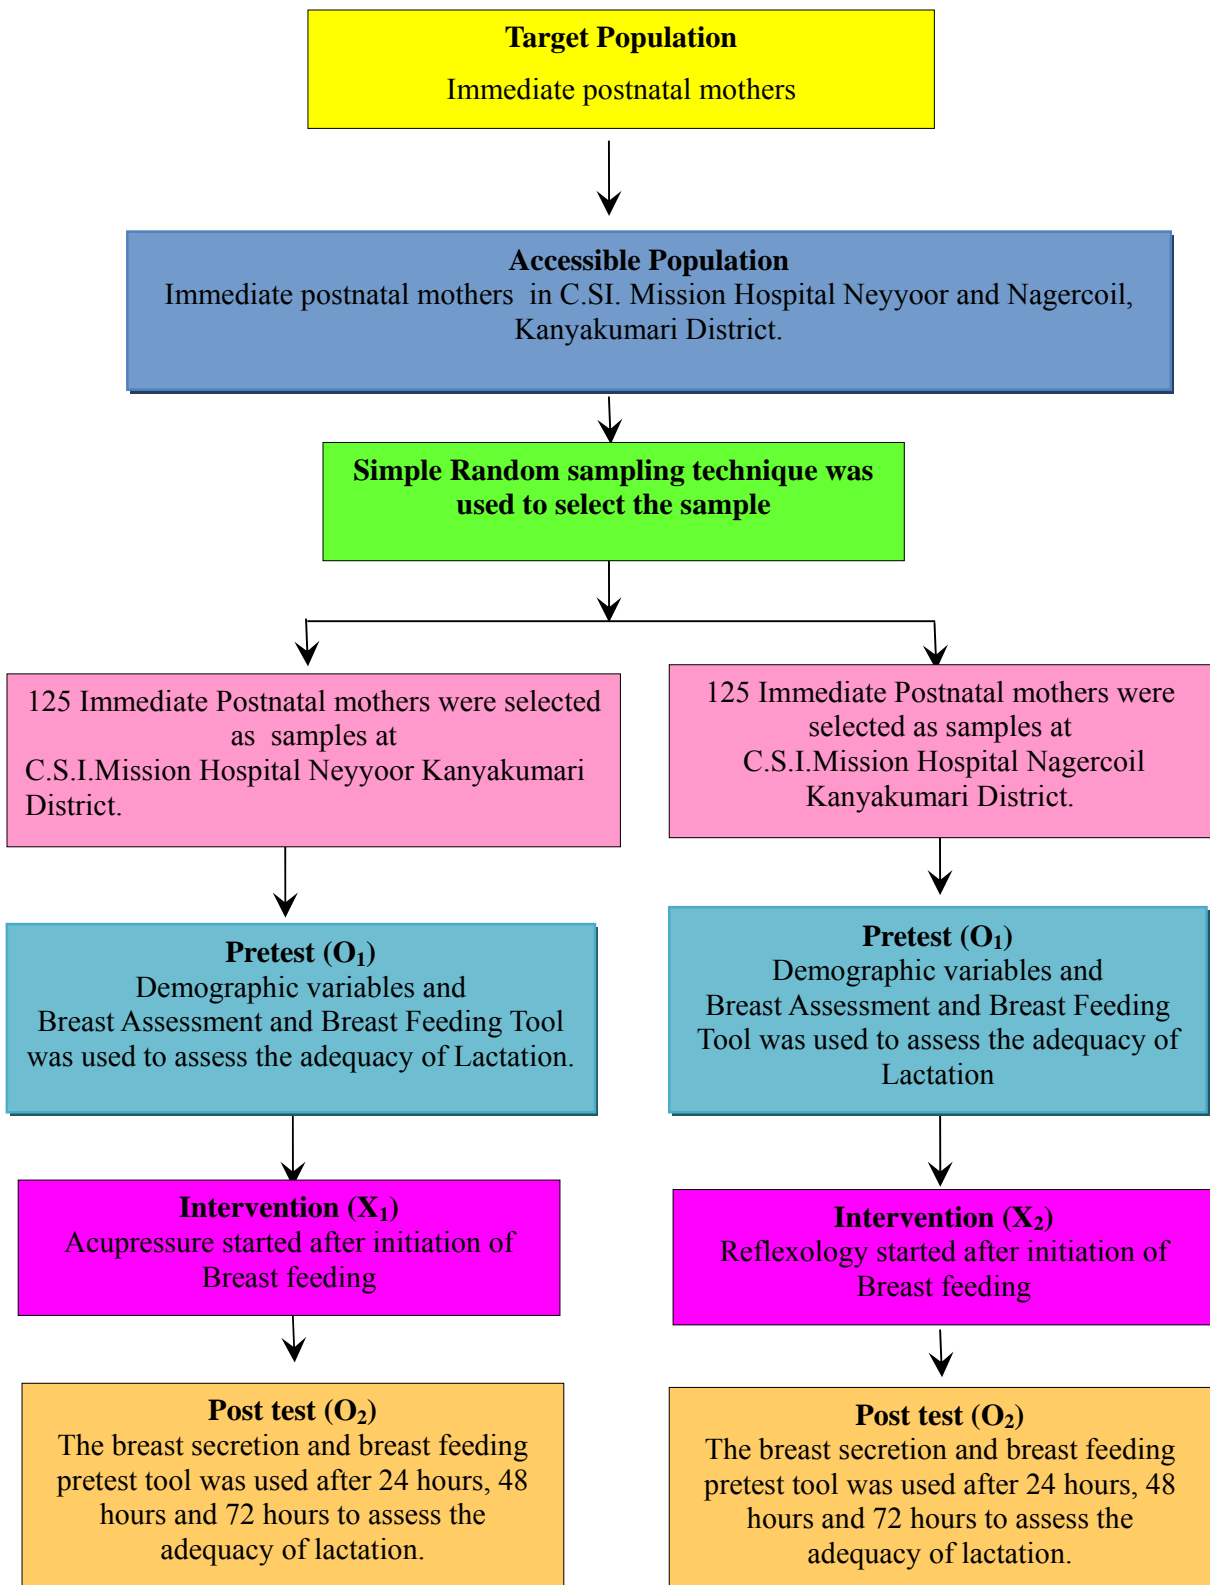 Target Population
Immediate postnatal mothers
Accessible Population
Immediate postnatal mothers in C.SI. Mission Hospital Neyyoor and Nagercoil,
Kanyakumari District.
Simple Random sampling technique was
used to select the sample
125 Immediate Postnatal mothers were selected
as samples at
C.S.I.Mission Hospital Neyyoor Kanyakumari
District.
125 Immediate Postnatal mothers were
selected as samples at
C.S.I.Mission Hospital Nagercoil
Kanyakumari District.
Pretest (O₁)
Demographic variables and
Breast Assessment and Breast Feeding Tool
was used to assess the adequacy of Lactation.
Pretest (O₁)
Demographic variables and
Breast Assessment and Breast Feeding
Tool was used to assess the adequacy of
Lactation
Intervention (X₁)
Acupressure started after initiation of
Breast feeding
Intervention (X₂)
Reflexology started after initiation of
Breast feeding
Post test (O₂)
The breast secretion and breast feeding
pretest tool was used after 24 hours, 48
hours and 72 hours to assess the
adequacy of lactation.
Post test (O₂)
The breast secretion and breast feeding
pretest tool was used after 24 hours, 48
hours and 72 hours to assess the
adequacy of lactation.